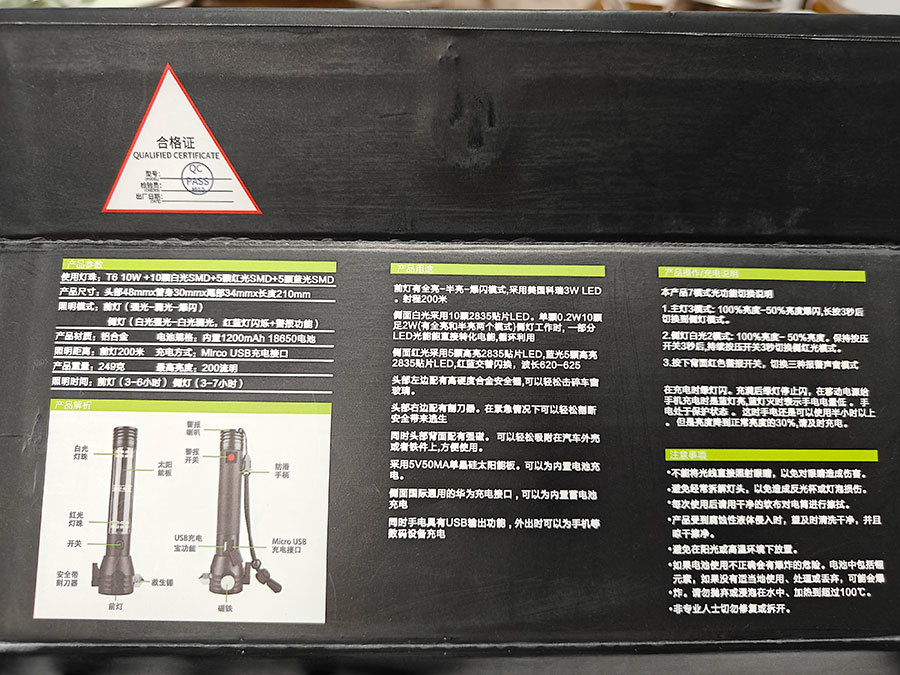 合格证
QUALIFIED CERTIFICATE
型号:
检验员:
出厂日期:
QC
PASS
产品参数
使用灯珠：T6 10W +10颗白光SMD+5颗红光SMD+5颗蓝光SMD
产品尺寸：头部48mmx管身30mmx尾部34mmx长度210mm
照明模式：前灯（强光-弱光-爆闪）
侧灯（白光强光-白光弱光，红蓝灯闪烁+警报功能）
产品材质：铝合金 电池规格：内置1200mAh 18650电池
照明距离：前灯200米 充电方式：Mirco USB充电接口
产品重量：249克 最高亮度：200流明
照明时间：前灯（3-6小时）侧灯（3-7小时）
产品解析
白光
灯珠
太阳
能板
红光
灯珠
开关
安全带
割刀器
救生锤
前灯
警报
喇叭
警报
开关
防滑
手柄
USB充电
宝功能
Micro USB
充电接口
磁铁
产品用途
前灯有全亮-半亮-爆闪模式,采用美国科瑞3W LED
。射程200米
侧面白光采用10颗2835贴片LED。单颗0.2W10颗
足2W(有全亮和半亮两个模式)侧灯工作时,一部分
LED光能能直接转化电能,循环利用
侧面红光采用5颗高亮2835贴片LED,蓝光5颗高亮
2835贴片LED,红蓝交替闪换，波长620-625
头部左边配有高硬度合金安全锤,可以轻松击碎车窗
玻璃。
头部右边配有割刀器。在紧急情况下可以轻松割断
安全带来逃生
同时头部背面配有强磁。可以轻松吸附在汽车外壳
或者铁件上,方便使用。
采用5V50MA单晶硅太阳能板。可以为内置电池充
电。
侧面国际通用的华为充电接口，可以为内置蓄电池
充电
同时手电具有USB输出功能，外出时可以为手机等
数码设备充电
产品操作/充电说明
本产品7模式光功能切换说明
1.主灯3模式: 100%亮度-50%亮度爆闪,长按3秒后
切换到侧灯模式。
2.侧灯白光2模式: 100%亮度- 50%亮度。保持按压
开关3秒后,持续按压开关3秒切换侧红光模式。
3.按下背面红色警报开关。切换三种报警声音模式
在充电时绿灯闪。充满后绿灯停止闪，在移动电源给
手机充电时是蓝灯亮,蓝灯灭时表示手电电量低 。手
电处于保护状态 。这时手电还是可以使用半小时以上
。但是亮度降到正常亮度的30%,请及时充电。
注意事项
•不能将光线直接照射眼睛，以免对眼睛造成伤害。
•避免经常拆解灯头，以免造成反光杯或灯泡损伤。
每次使用后请用干净的软布对电筒进行擦拭。
•产品受到腐蚀性液体侵入时，重及时清洗干净，并且
晾干擦净。
•避免在阳光或高温环境下放置。
•如果电池使用不正确会有爆炸的危险。电池中包括锂
元素，如果没有适当地使用、处理或丢弃，可能会爆
•炸。请勿抛弃或浸泡在水中、加热到超过100℃。
•非专业人士切勿修复或拆开。